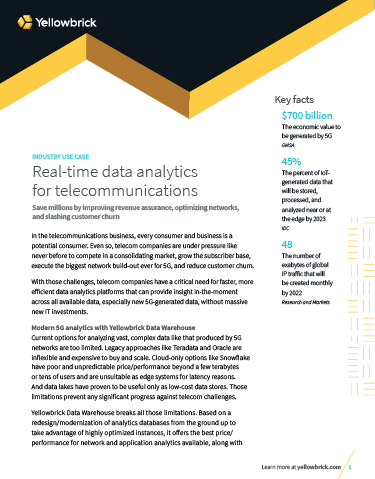 Yellowbrick
Key facts
$700 billion
The economic value to
be generated by 5G
GMSA
45%
The percent of IoT-
generated data that
will be stored,
processed, and
analyzed near or at
the edge by 2023
IDC
48
The number of
exabytes of global
IP traffic that will
be created monthly
by 2022
Research and Markets
INDUSTRY USE CASE
Real-time data analytics
for telecommunications
Save millions by improving revenue assurance, optimizing networks,
and slashing customer churn
In the telecommunications business, every consumer and business is a
potential consumer. Even so, telecom companies are under pressure like
never before to compete in a consolidating market, grow the subscriber base,
execute the biggest network build-out ever for 5G, and reduce customer churn.
With those challenges, telecom companies have a critical need for faster, more
efficient data analytics platforms that can provide insight in-the-moment
across all available data, especially new 5G-generated data, without massive
new IT investments.
Modern 5G analytics with Yellowbrick Data Warehouse
Current options for analyzing vast, complex data like that produced by 5G
networks are too limited. Legacy approaches like Teradata and Oracle are
inflexible and expensive to buy and scale. Cloud-only options like Snowflake
have poor and unpredictable price/performance beyond a few terabytes
or tens of users and are unsuitable as edge systems for latency reasons.
And data lakes have proven to be useful only as low-cost data stores. Those
limitations prevent any significant progress against telecom challenges.
Yellowbrick Data Warehouse breaks all those limitations. Based on a
redesign/modernization of analytics databases from the ground up to
take advantage of highly optimized instances, it offers the best price/
performance for network and application analytics available, along with
Learn more at yellowbrick.com
1